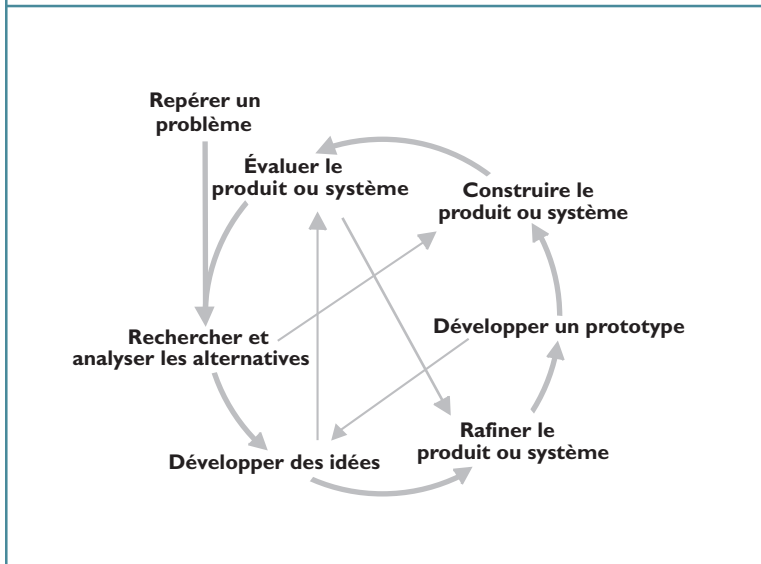 Repérer un
problème
Évaluer le
produit ou système
Construire le
produit ou système
Développer un prototype
Rechercher et
analyser les alternatives
Rafiner le
produit ou système
Développer des idées